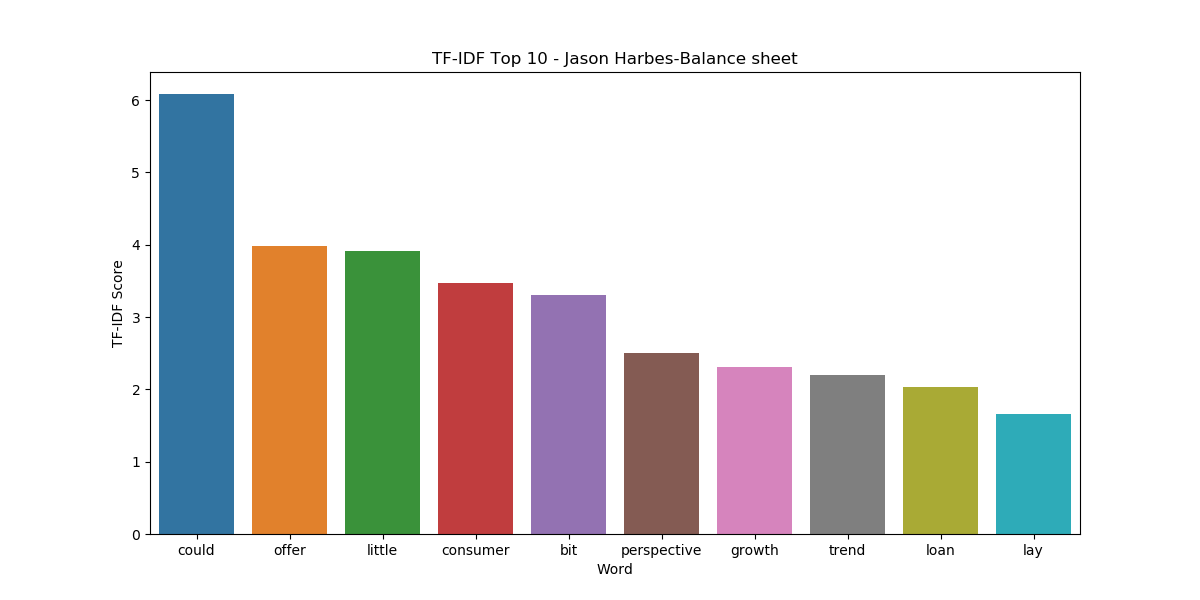 TF-IDF Top 10 - Jason Harbes-Balance sheet
6
5
4
3
2
1
0
TF-IDF Score
could offer little consumer bit perspective growth trend loan lay
Word